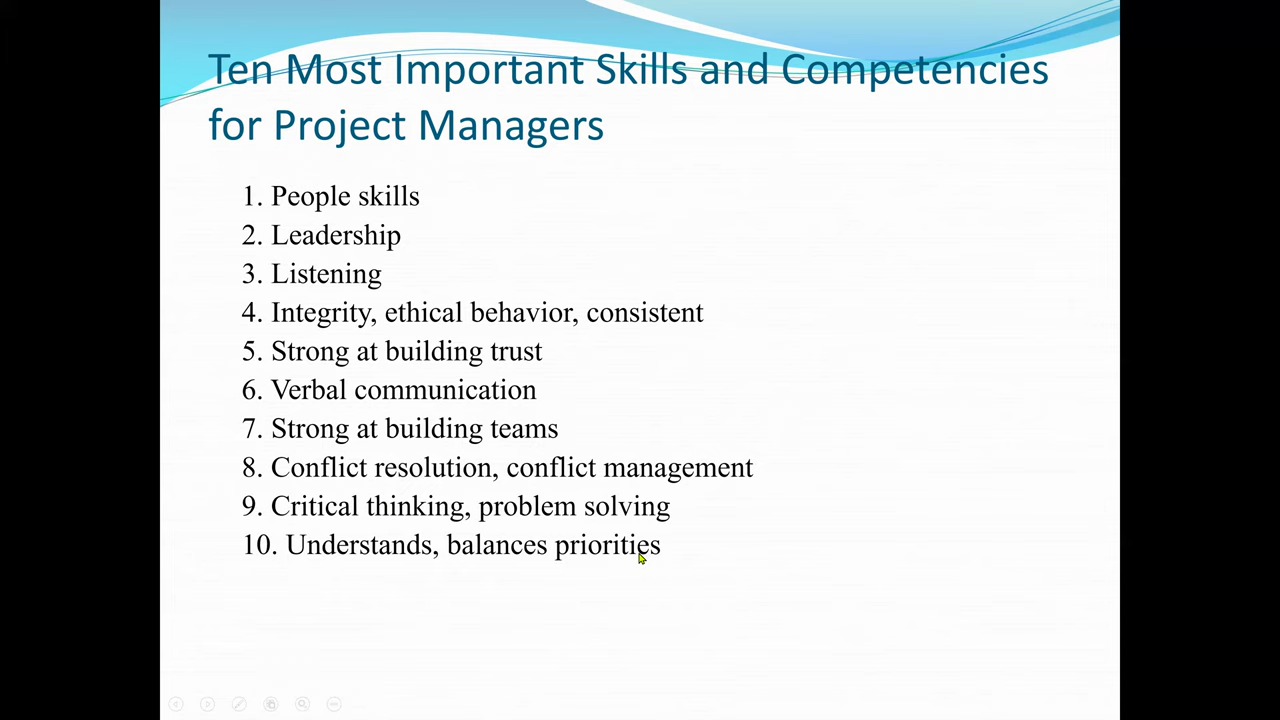 Ten Most Important Skills and Competencies
for Project Managers
1. People skills
2. Leadership
3. Listening
4. Integrity, ethical behavior, consistent
5. Strong at building trust
6. Verbal communication
7. Strong at building teams
8. Conflict resolution, conflict management
9. Critical thinking, problem solving
10. Understands, balances priorities